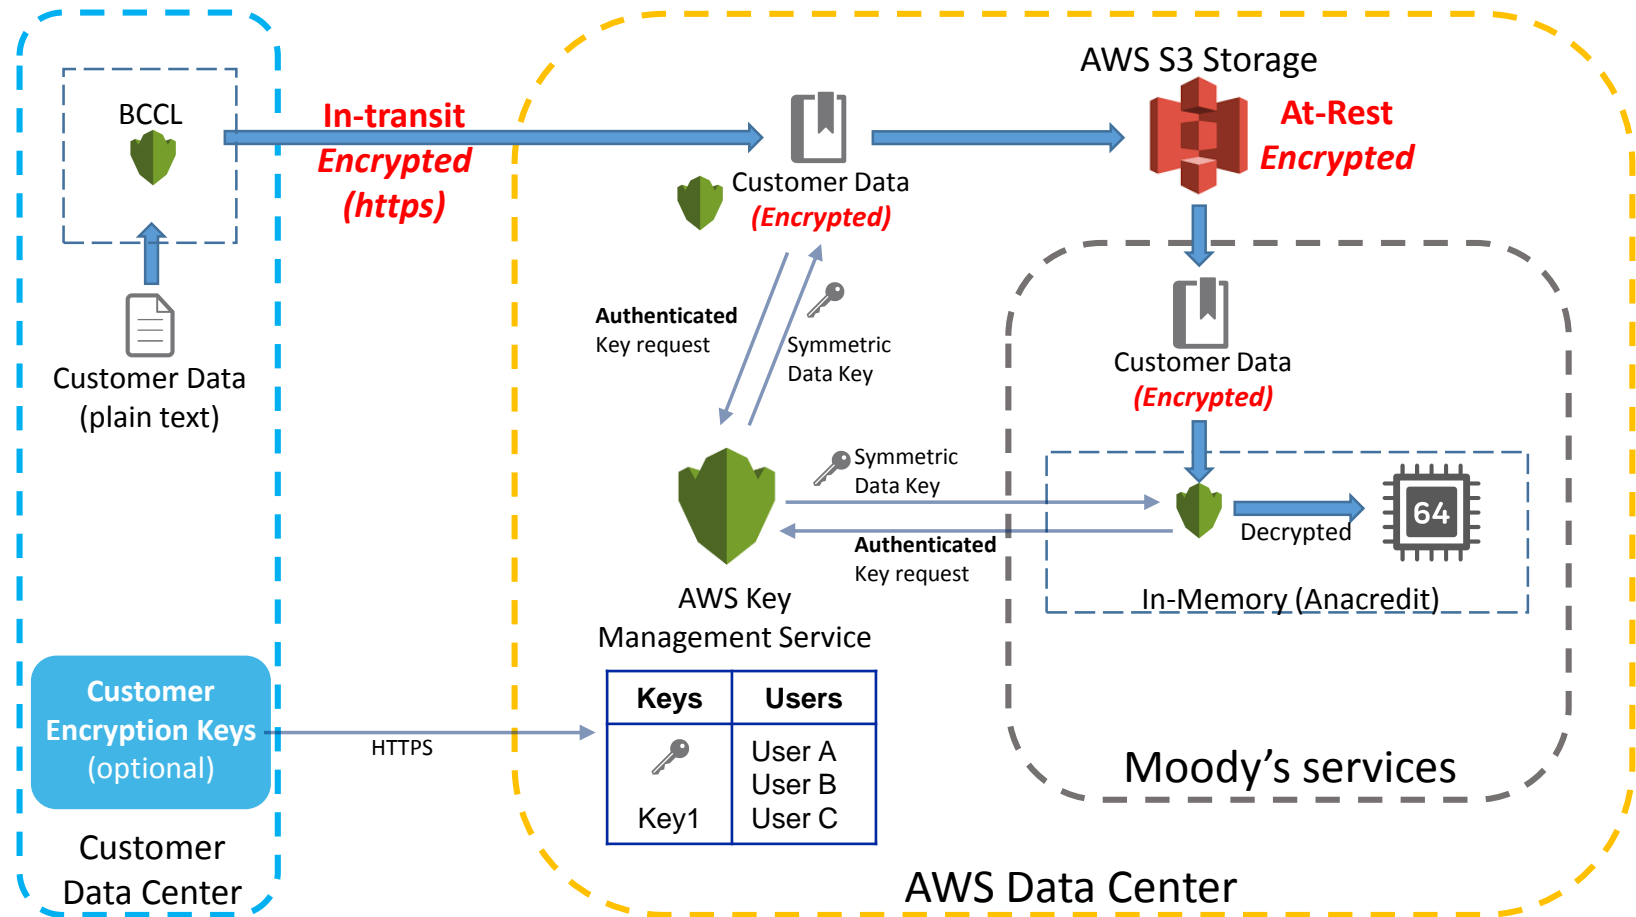 BCCL
Customer Data
(plain text)
Customer
Encryption Keys
(optional)
Customer
Data Center
In-transit
Encrypted
(https)
HTTPS
Customer Data
(Encrypted)
AWS S3 Storage
At-Rest
Encrypted
Authenticated
Key request
Symmetric
Data Key
AWS Key
Management Service
Keys Users
Key1
User A
User B
User C
Symmetric
Data Key
Authenticated
Key request
Customer Data
(Encrypted)
Decrypted
64
In-Memory (Anacredit)
Moody’s services
AWS Data Center